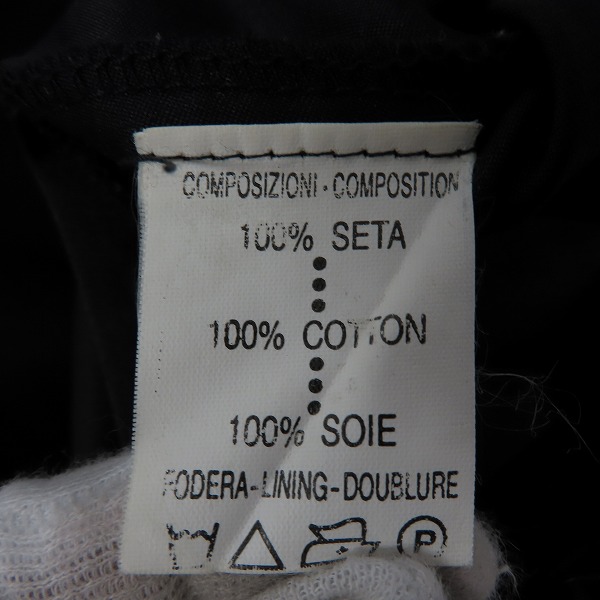 COMPOSIZIONI·COMPOSITION
100% SETA
100% COTTON
100% SOIE
FODERA-LINING-DOUBLURE
P